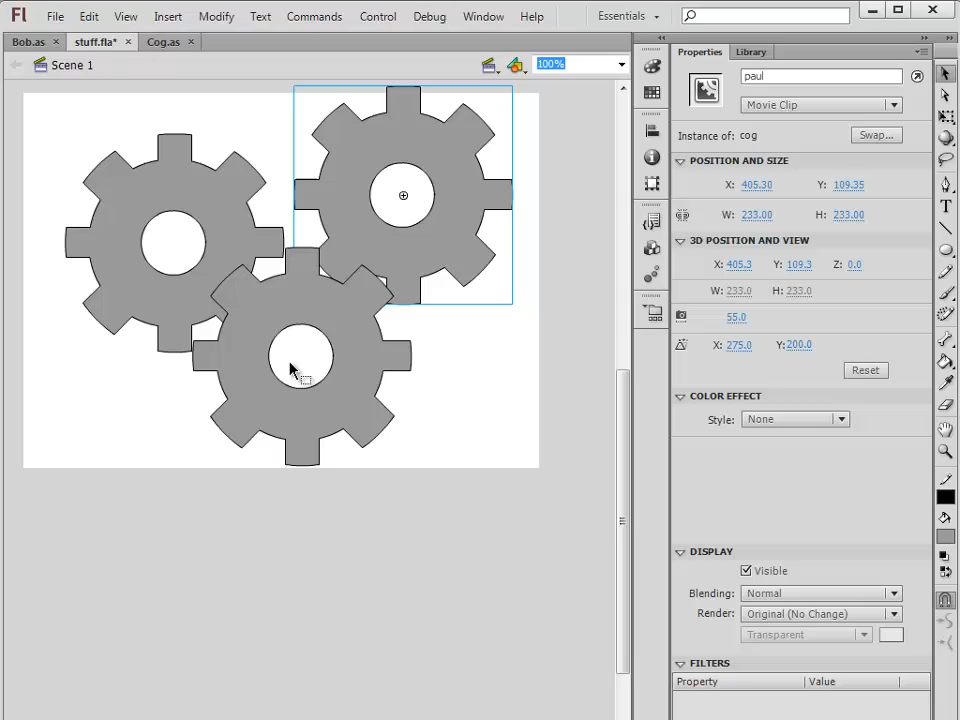 Fl File Edit View Insert Modify Text Commands Control Debug Window Help Essentials
Bob.as × stuff.fla* × Cog.as ×
Scene 1 100%
Properties Library
paul
Movie Clip
Instance of: cog Swap...
POSITION AND SIZE
X: 405.30 Y: 109.35
W: 233.00 H: 233.00
3D POSITION AND VIEW
X: 405.3 Y: 109.3 Z: 0.0
W: 233.0 H: 233.0
55.0
X: 275.0 Y: 200.0
Reset
COLOR EFFECT
Style: None
DISPLAY
Visible
Blending: Normal
Render: Original (No Change)
Transparent
FILTERS
Property Value